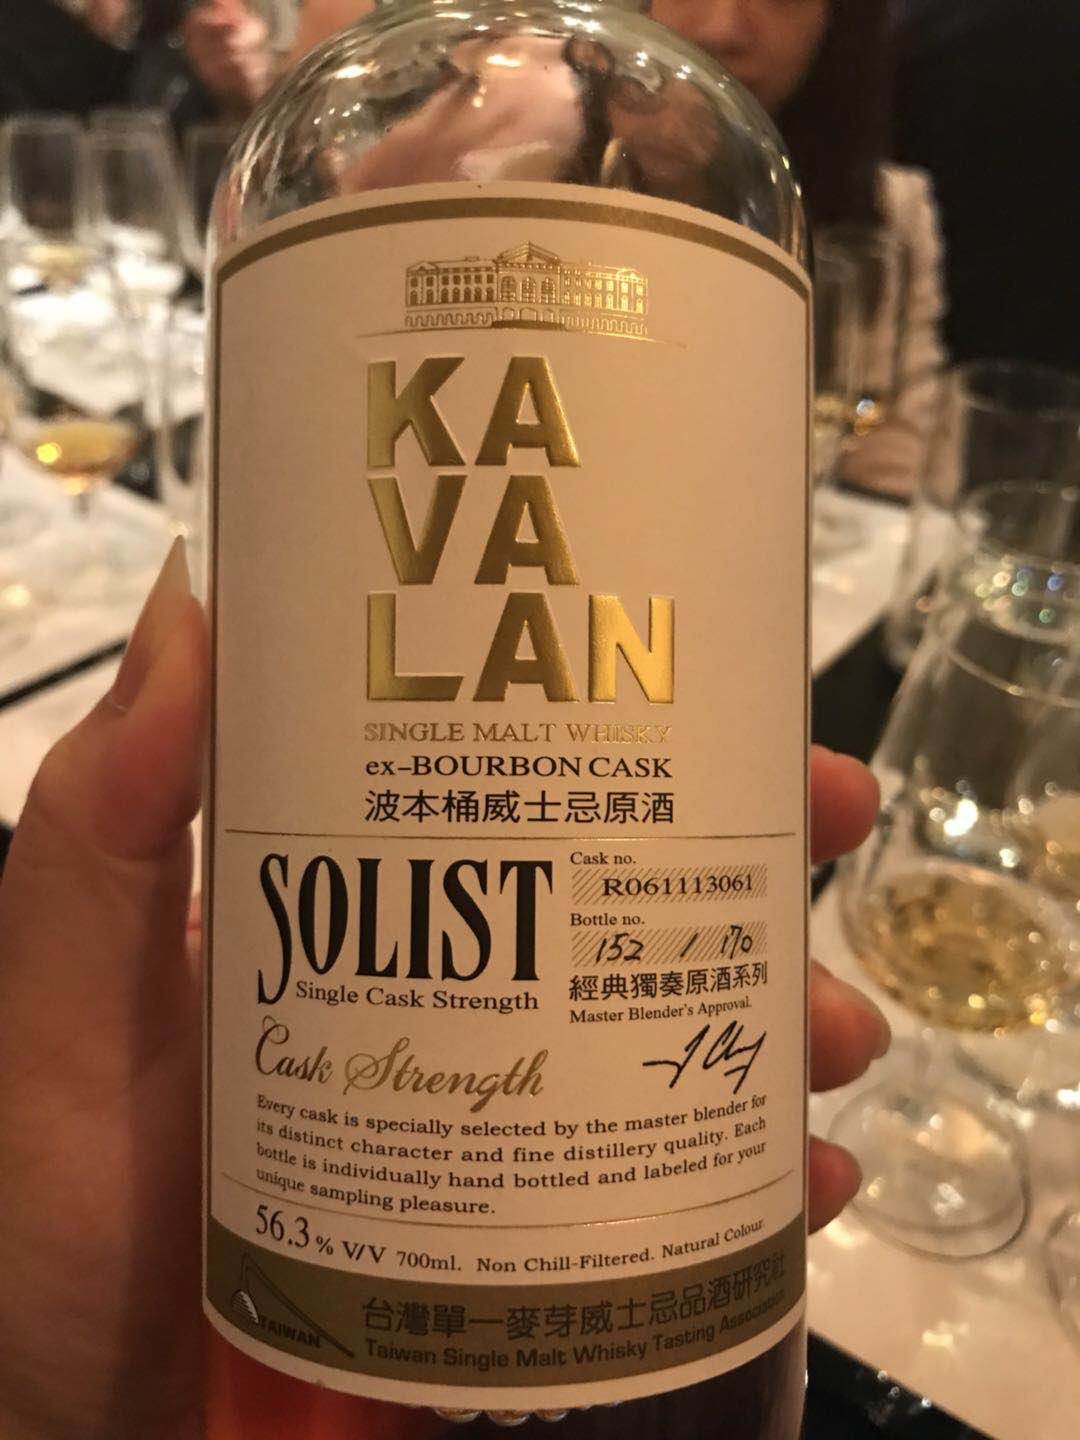 KA
VA
LAN
SINGLE MALT WHISKY
ex-BOURBON CASK
波本桶威士忌原酒
SOLIST
Single Cask Strength
Cask no.
R061113061
Bottle no.
152 / 170
經典獨奏原酒系列
Master Blender's Approval.
Cask Strength
Every cask is specially selected by the master blender for
its distinct character and fine distillery quality. Each
bottle is individually hand bottled and labeled for your
unique sampling pleasure.
56.3% V/V 700ml. Non Chill-Filtered. Natural Colour.
TAIWAN
台灣單一麥芽威士忌品酒研究社
Taiwan Single Malt Whisky Tasting Association